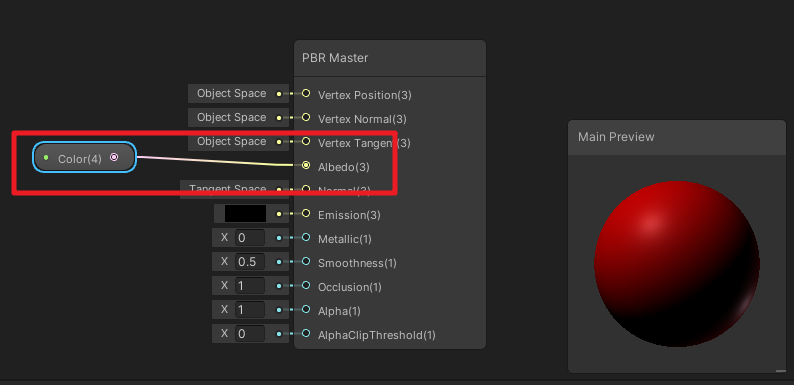 PBR Master
Object Space Vertex Position(3)
Object Space Vertex Normal(3)
Object Space Vertex Tangent(3)
Color(4) Albedo(3)
Tangent Space Normal(3)
Emission(3)
X 0 Metallic(1)
X 0.5 Smoothness(1)
X 1 Occlusion(1)
X 1 Alpha(1)
X 0 AlphaClipThreshold(1)
Main Preview